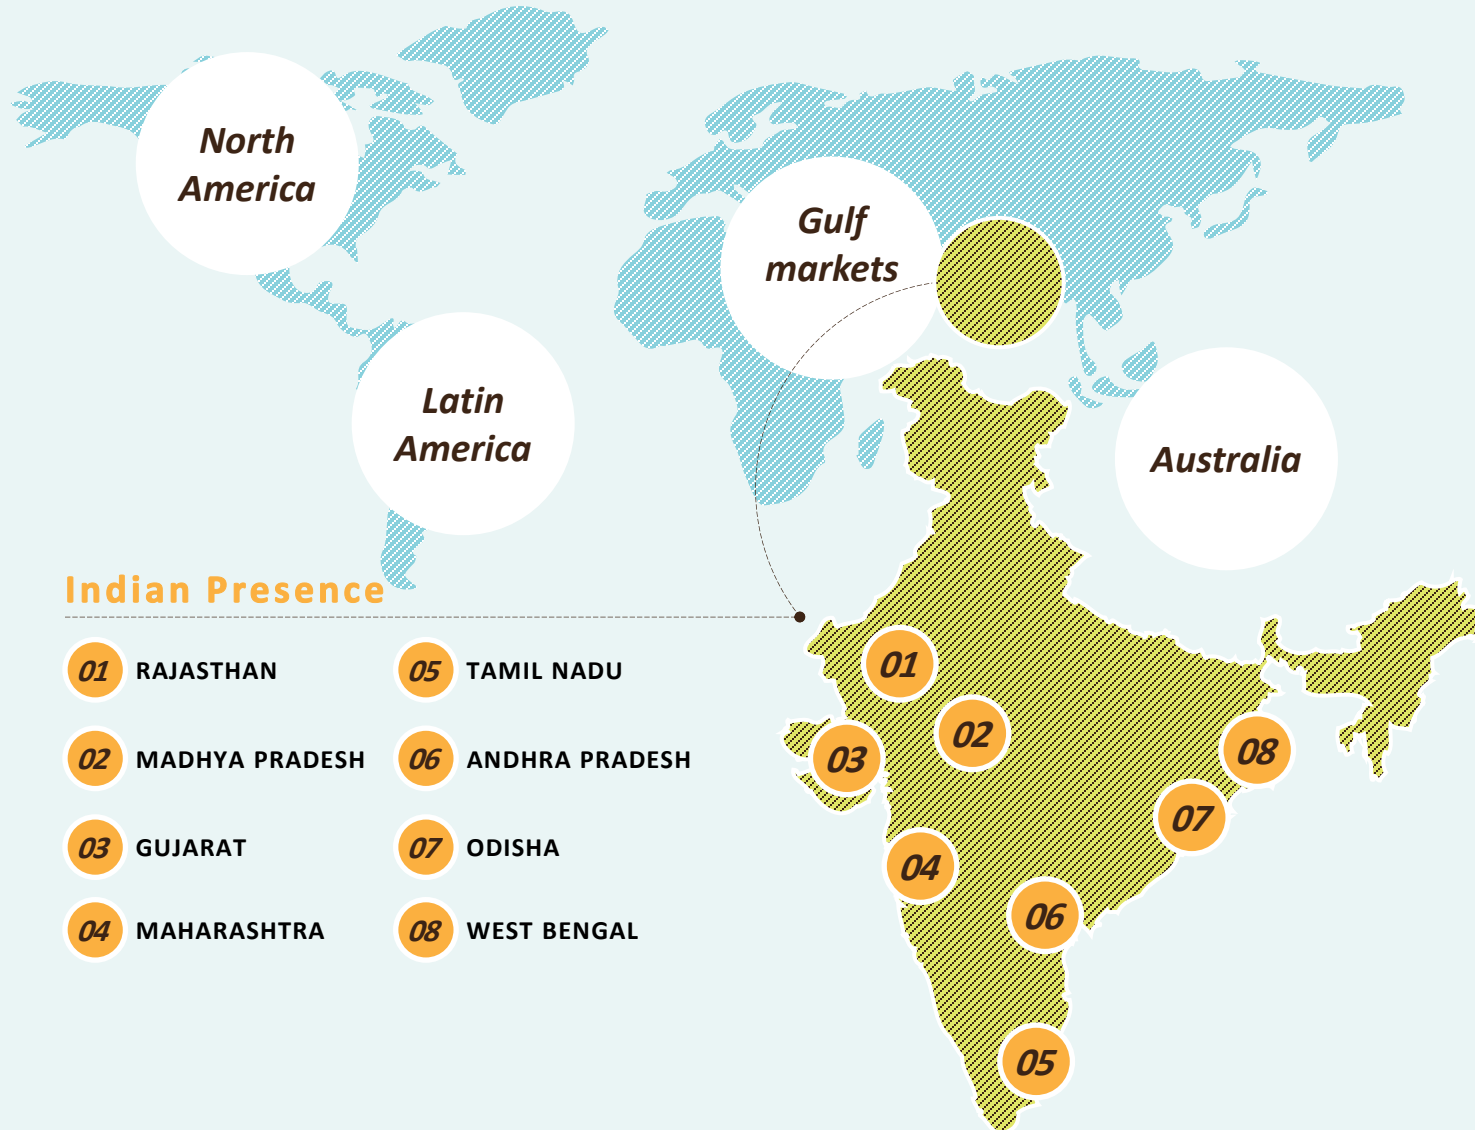 North
America
Gulf
markets
Latin
America
Australia
Indian Presence
01 RAJASTHAN
02 MADHYA PRADESH
03 GUJARAT
04 MAHARASHTRA
05 TAMIL NADU
06 ANDHRA PRADESH
07 ODISHA
08 WEST BENGAL
01
02
03
08
07
04
06
05